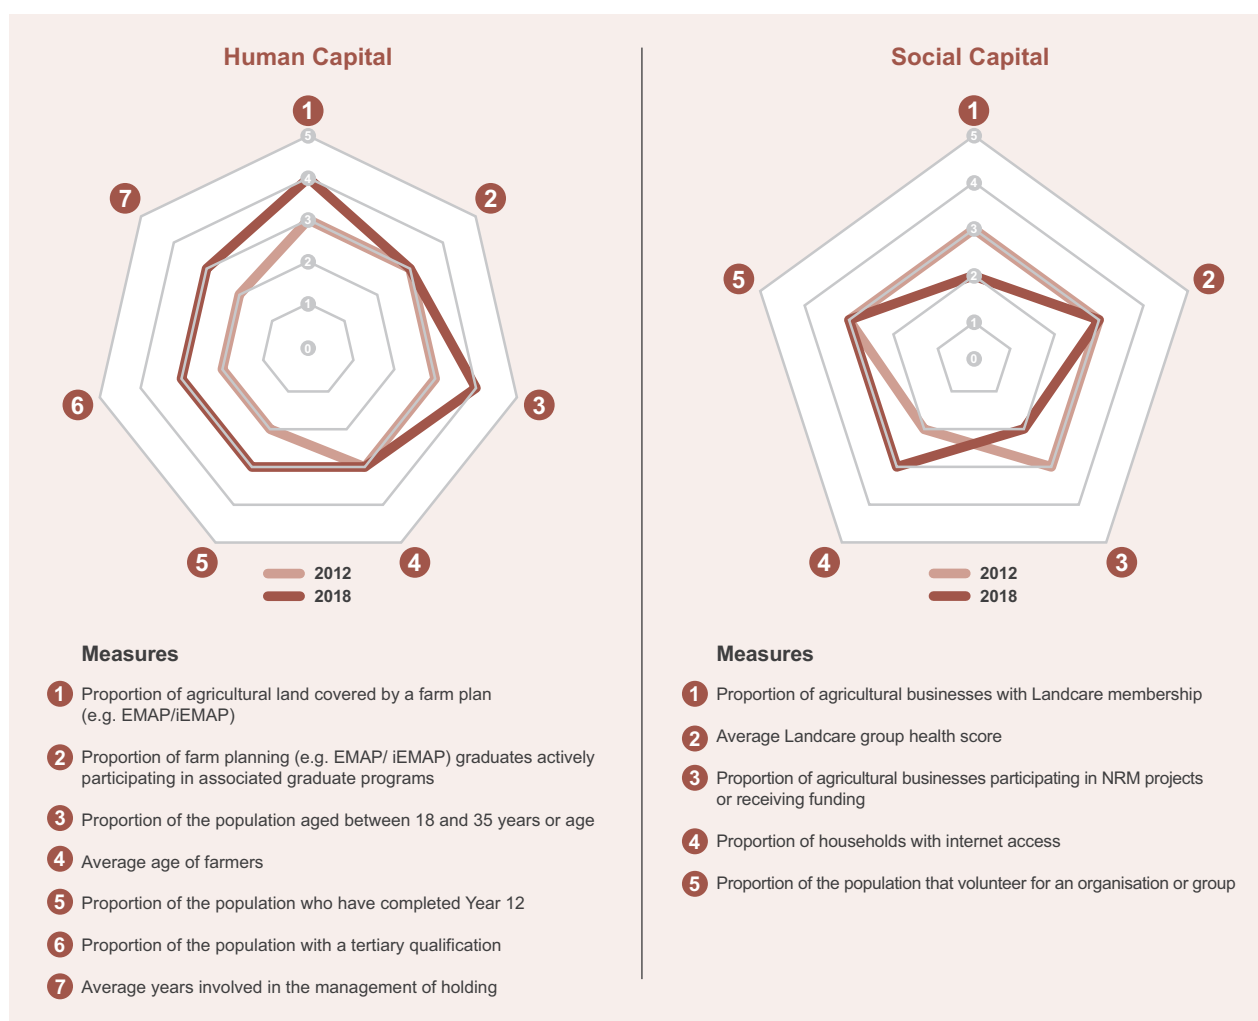 Human Capital
1
5
4
3
2
1
0
7
2
6
3
5
4
2012
2018
Measures
1 Proportion of agricultural land covered by a farm plan
(e.g. EMAP/iEMAP)
2 Proportion of farm planning (e.g. EMAP/ iEMAP) graduates actively
participating in associated graduate programs
3 Proportion of the population aged between 18 and 35 years or age
4 Average age of farmers
5 Proportion of the population who have completed Year 12
6 Proportion of the population with a tertiary qualification
7 Average years involved in the management of holding
Social Capital
1
5
4
3
2
1
0
5
2
4
3
2012
2018
Measures
1 Proportion of agricultural businesses with Landcare membership
2 Average Landcare group health score
3 Proportion of agricultural businesses participating in NRM projects
or receiving funding
4 Proportion of households with internet access
5 Proportion of the population that volunteer for an organisation or group